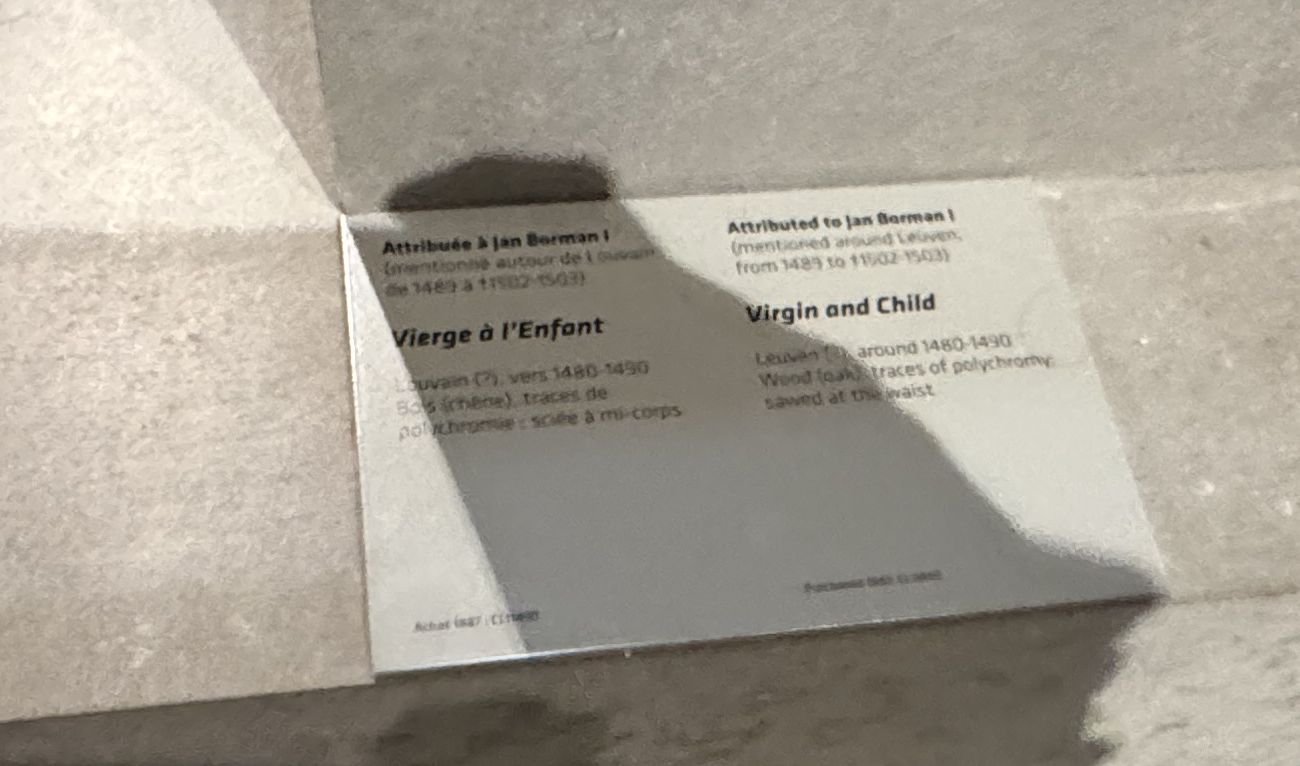 Attribuée à Jan Borman I
(mentionné autour de Louvain
de 1489 à †1502-1503)
Vierge à l'Enfant
Louvain (?), vers 1480-1490
Bois (chêne), traces de
polychromie ; sciée à mi-corps
Achat
Attributed to Jan Borman I
(mentioned around Leuven,
from 1489 to †1502-1503)
Virgin and Child
Leuven (?), around 1480-1490
Wood (oak), traces of polychromy;
sawed at the waist